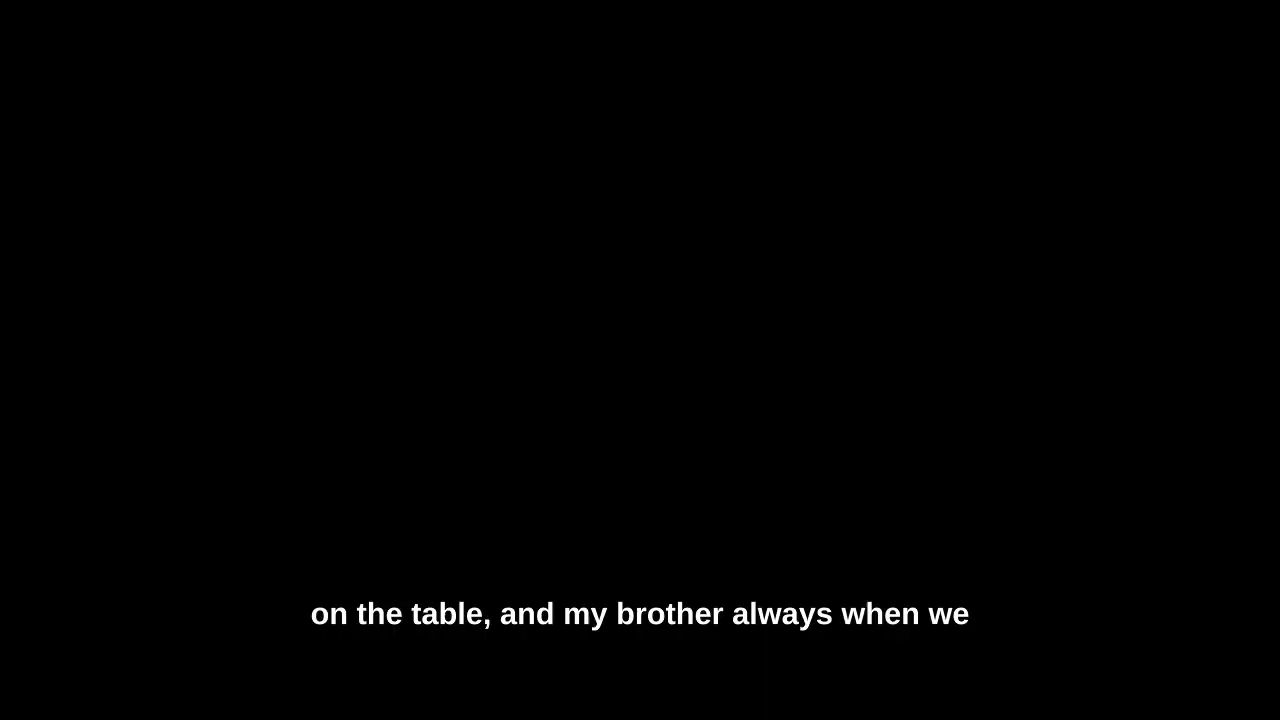 on the table, and my brother always when we